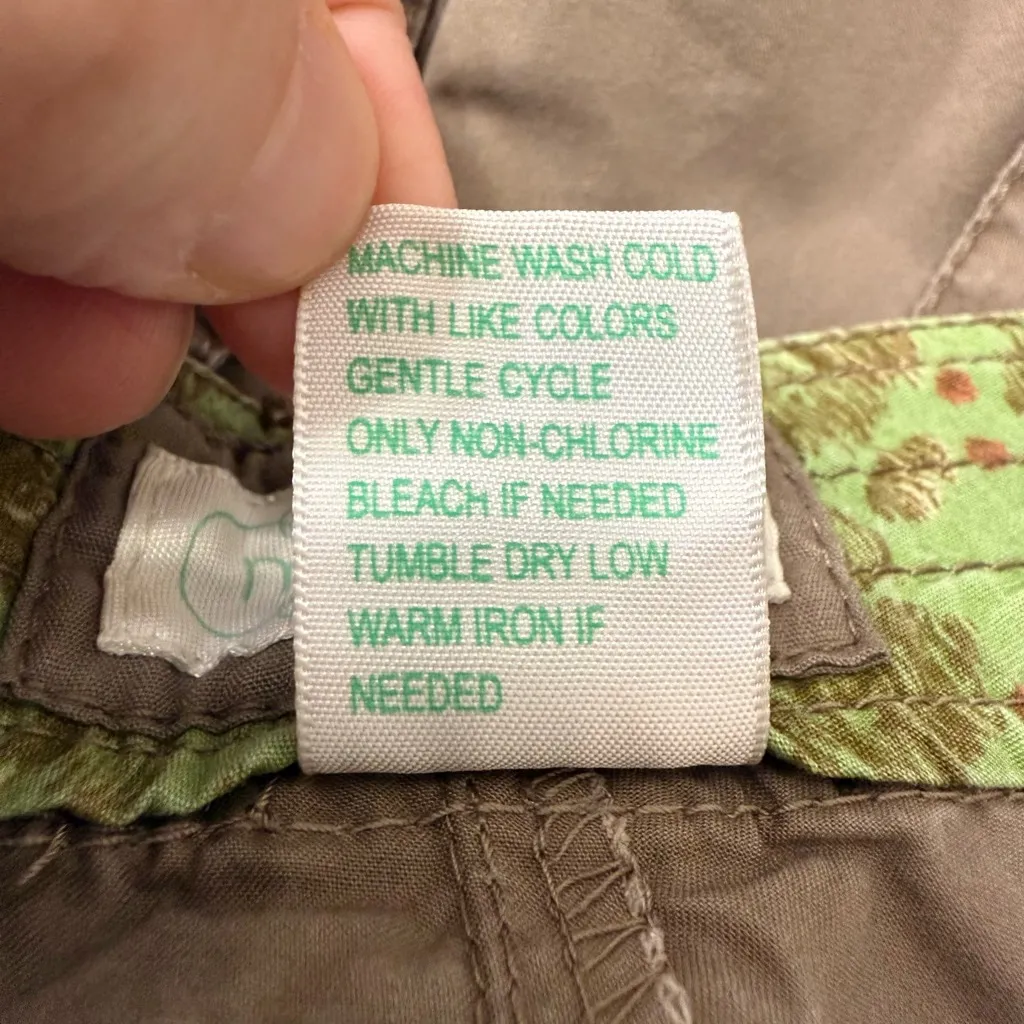 MACHINE WASH COLD
WITH LIKE COLORS
GENTLE CYCLE
ONLY NON-CHLORINE
BLEACH IF NEEDED
TUMBLE DRY LOW
WARM IRON IF
NEEDED